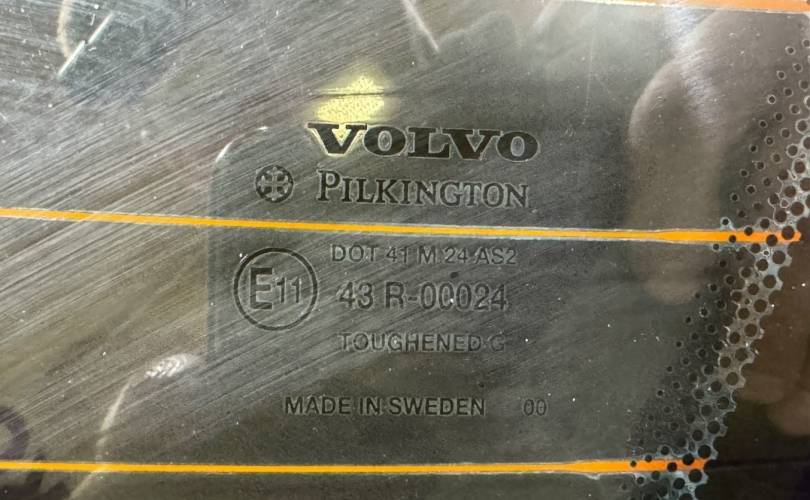 VOLVO
PILKINGTON
DOT 41 M 24 AS2
E11 43 R-00024
TOUGHENED G
MADE IN SWEDEN 00